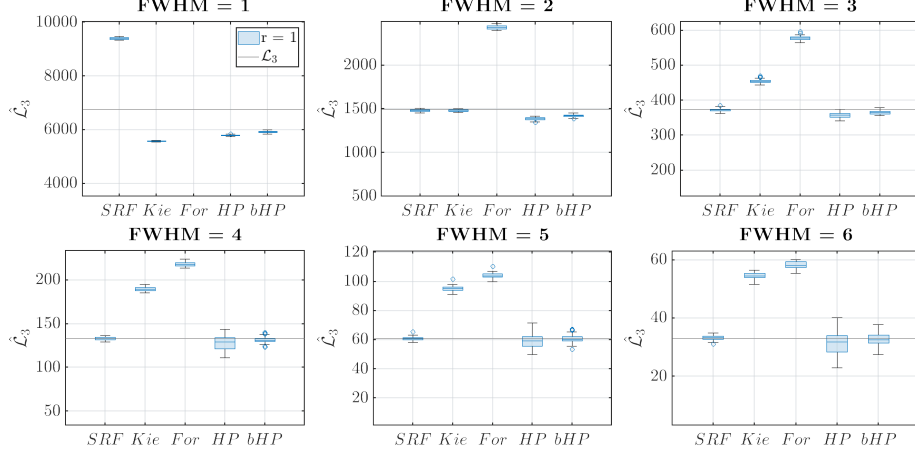 FWHM = 1
FWHM = 2
FWHM = 3
10000
8000
6000
4000
𝓛̂₃
r = 1
𝓛₃
SRF Kie For HP bHP
2500
1500
500
𝓛̂₃
SRF Kie For HP bHP
600
500
400
300
200
𝓛̂₃
SRF Kie For HP bHP
FWHM = 4
FWHM = 5
FWHM = 6
200
150
100
50
𝓛̂₃
SRF Kie For HP bHP
120
100
80
60
40
20
𝓛̂₃
SRF Kie For HP bHP
60
40
20
𝓛̂₃
SRF Kie For HP bHP